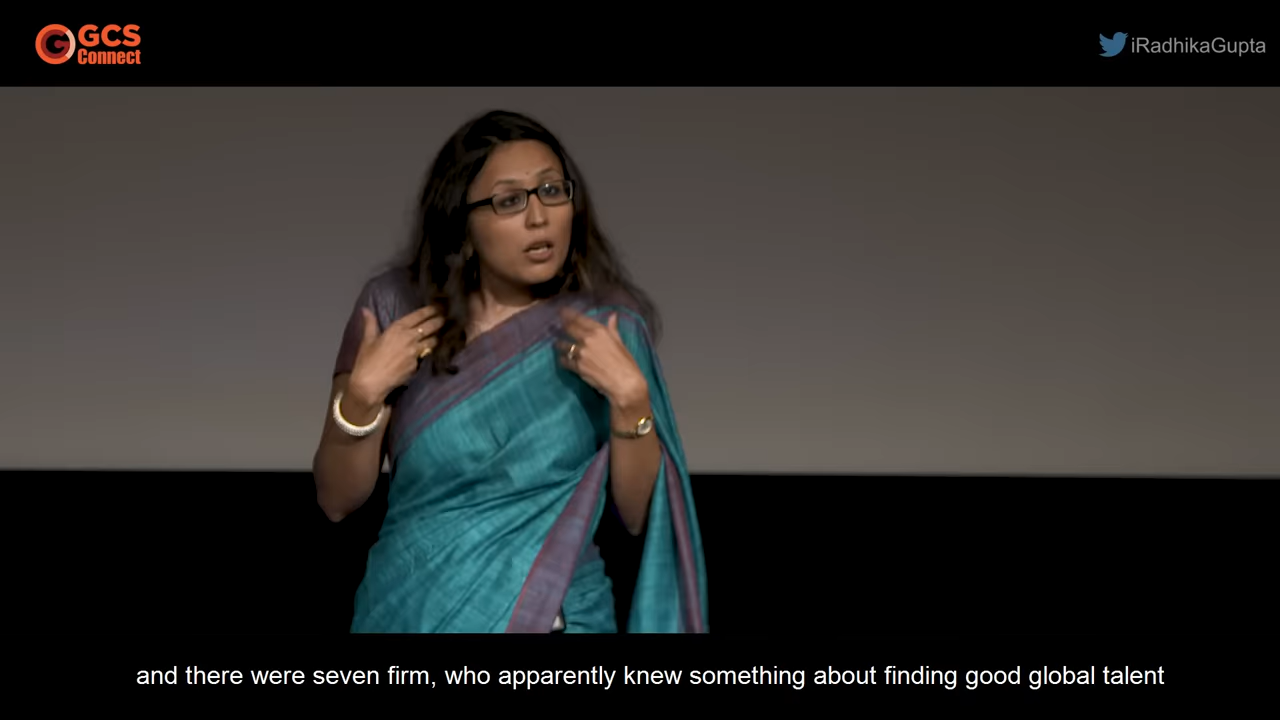 GCS
Connect
iRadhikaGupta
and there were seven firm, who apparently knew something about finding good global talent